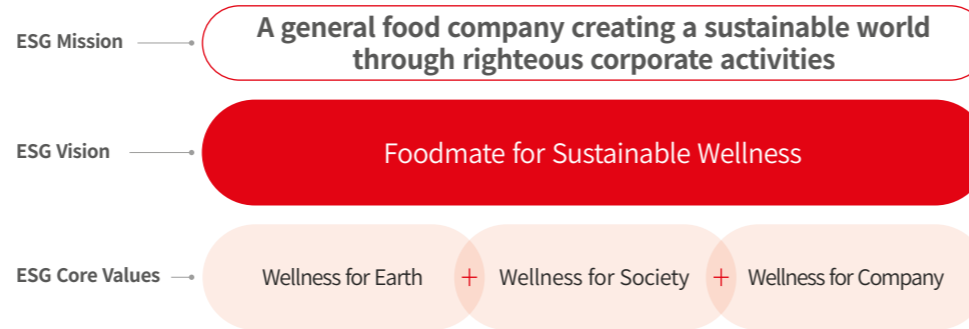 ESG Mission
A general food company creating a sustainable world
through righteous corporate activities
ESG Vision
Foodmate for Sustainable Wellness
ESG Core Values
Wellness for Earth + Wellness for Society + Wellness for Company